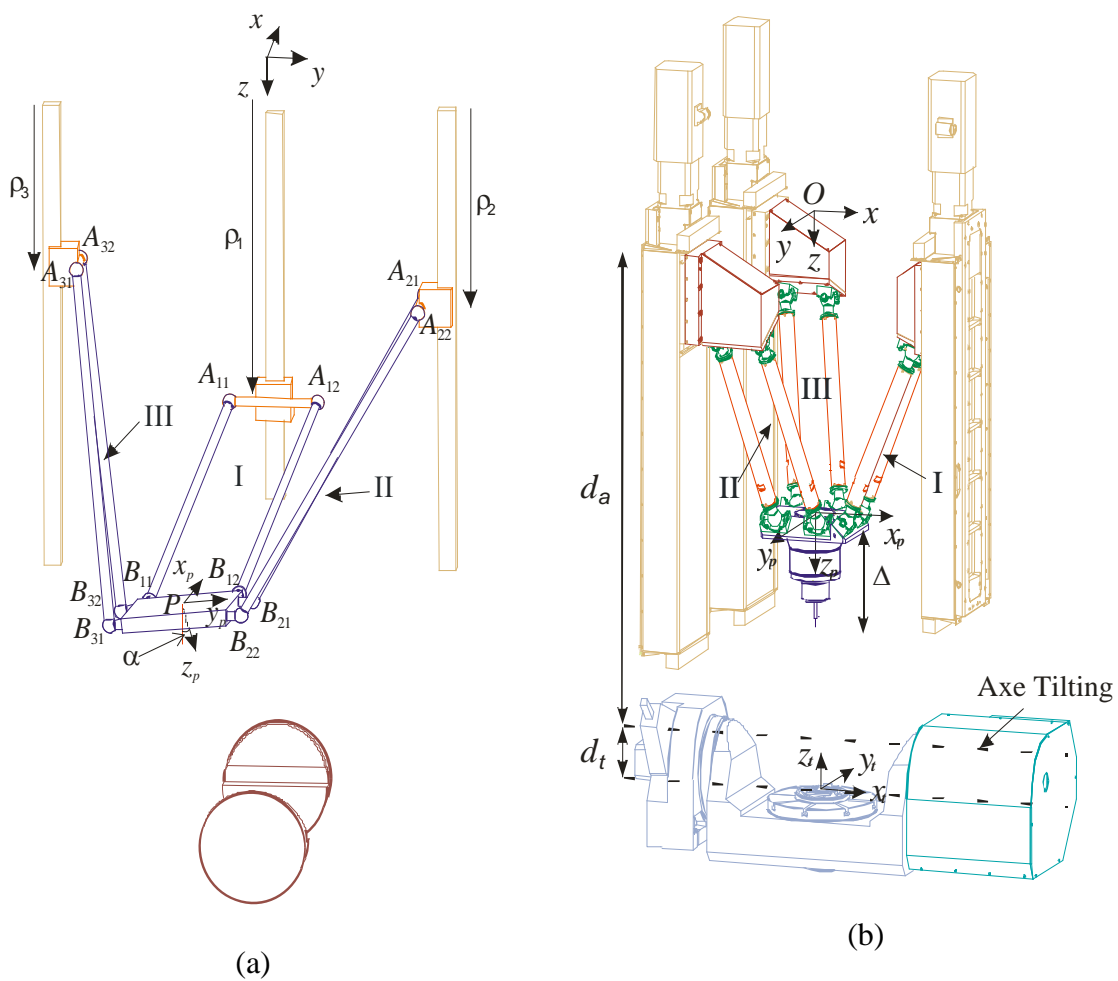 x
y
z
ρ3
ρ1
ρ2
A32
A31
A21
A22
A11
A12
III
I
II
B11
B12
B32
B31
xp
P
yp
B21
B22
α
zp
(a)
O
x
y
z
III
II
I
da
xp
yp
zp
Δ
Axe Tilting
dt
zt
yt
xt
(b)